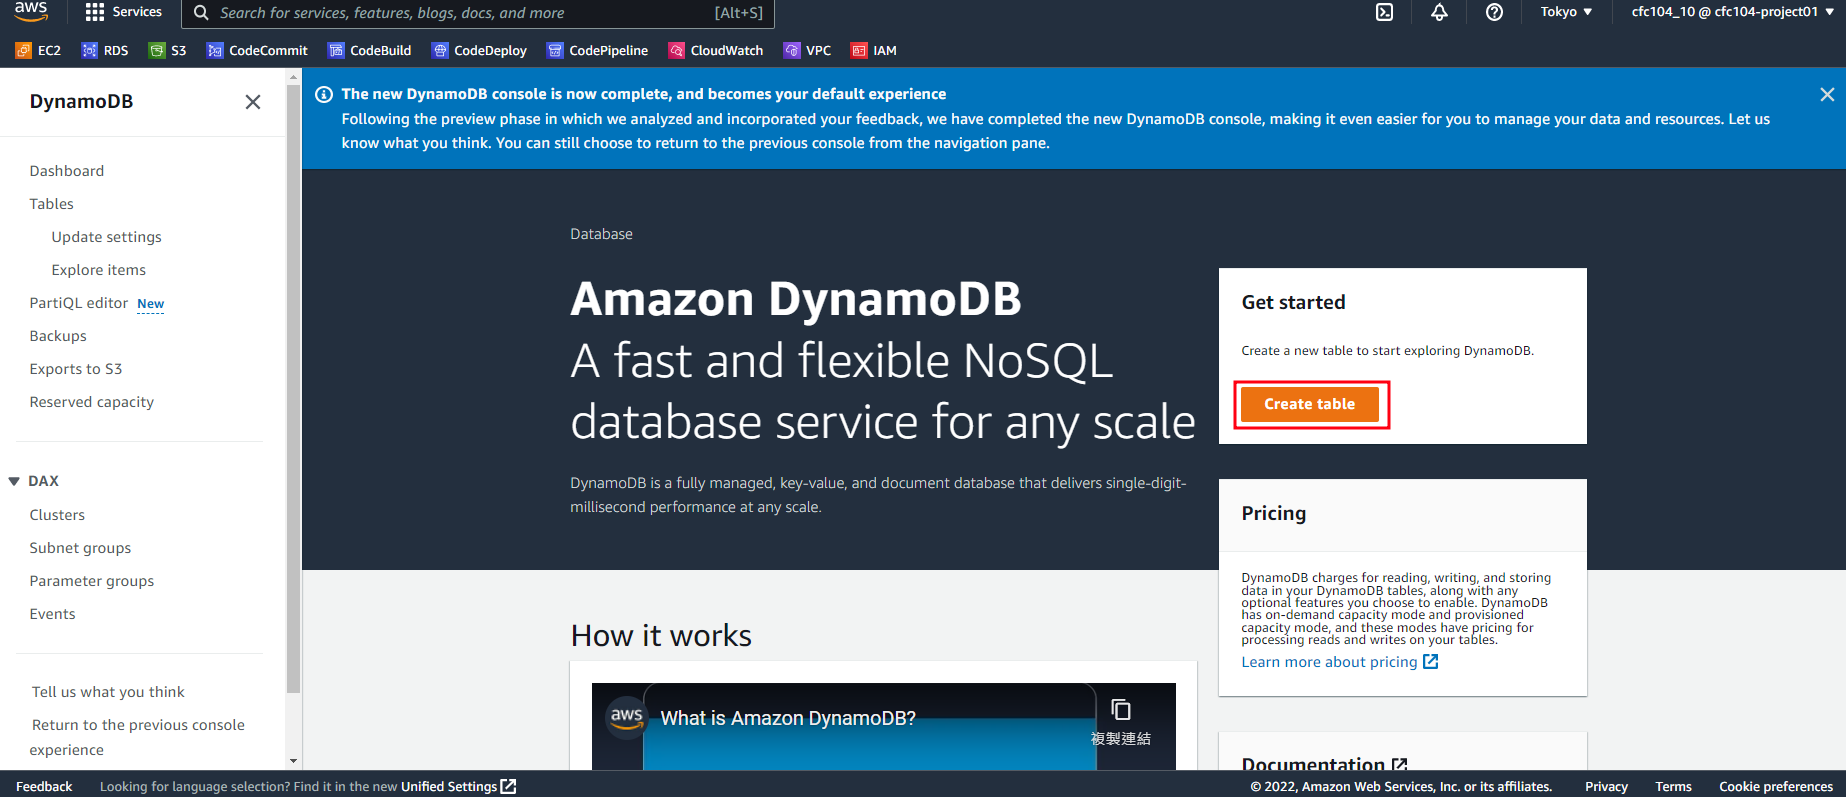 aws
Services
Search for services, features, blogs, docs, and more
[Alt+S]
Tokyo
cfc104_10 @ cfc104-project01
EC2
RDS
S3
CodeCommit
CodeBuild
CodeDeploy
CodePipeline
CloudWatch
VPC
IAM
DynamoDB
Dashboard
Tables
Update settings
Explore items
PartiQL editor New
Backups
Exports to S3
Reserved capacity
DAX
Clusters
Subnet groups
Parameter groups
Events
Tell us what you think
Return to the previous console
experience
The new DynamoDB console is now complete, and becomes your default experience
Following the preview phase in which we analyzed and incorporated your feedback, we have completed the new DynamoDB console, making it even easier for you to manage your data and resources. Let us
know what you think. You can still choose to return to the previous console from the navigation pane.
Database
Amazon DynamoDB
A fast and flexible NoSQL
database service for any scale
DynamoDB is a fully managed, key-value, and document database that delivers single-digit-
millisecond performance at any scale.
Get started
Create a new table to start exploring DynamoDB.
Create table
Pricing
DynamoDB charges for reading, writing, and storing
data in your DynamoDB tables, along with any
optional features you choose to enable. DynamoDB
has on-demand capacity mode and provisioned
capacity mode, and these modes have pricing for
processing reads and writes on your tables.
Learn more about pricing
How it works
aws
What is Amazon DynamoDB?
複製連結
Documentation
Feedback
Looking for language selection? Find it in the new Unified Settings
© 2022, Amazon Web Services, Inc. or its affiliates.
Privacy
Terms
Cookie preferences